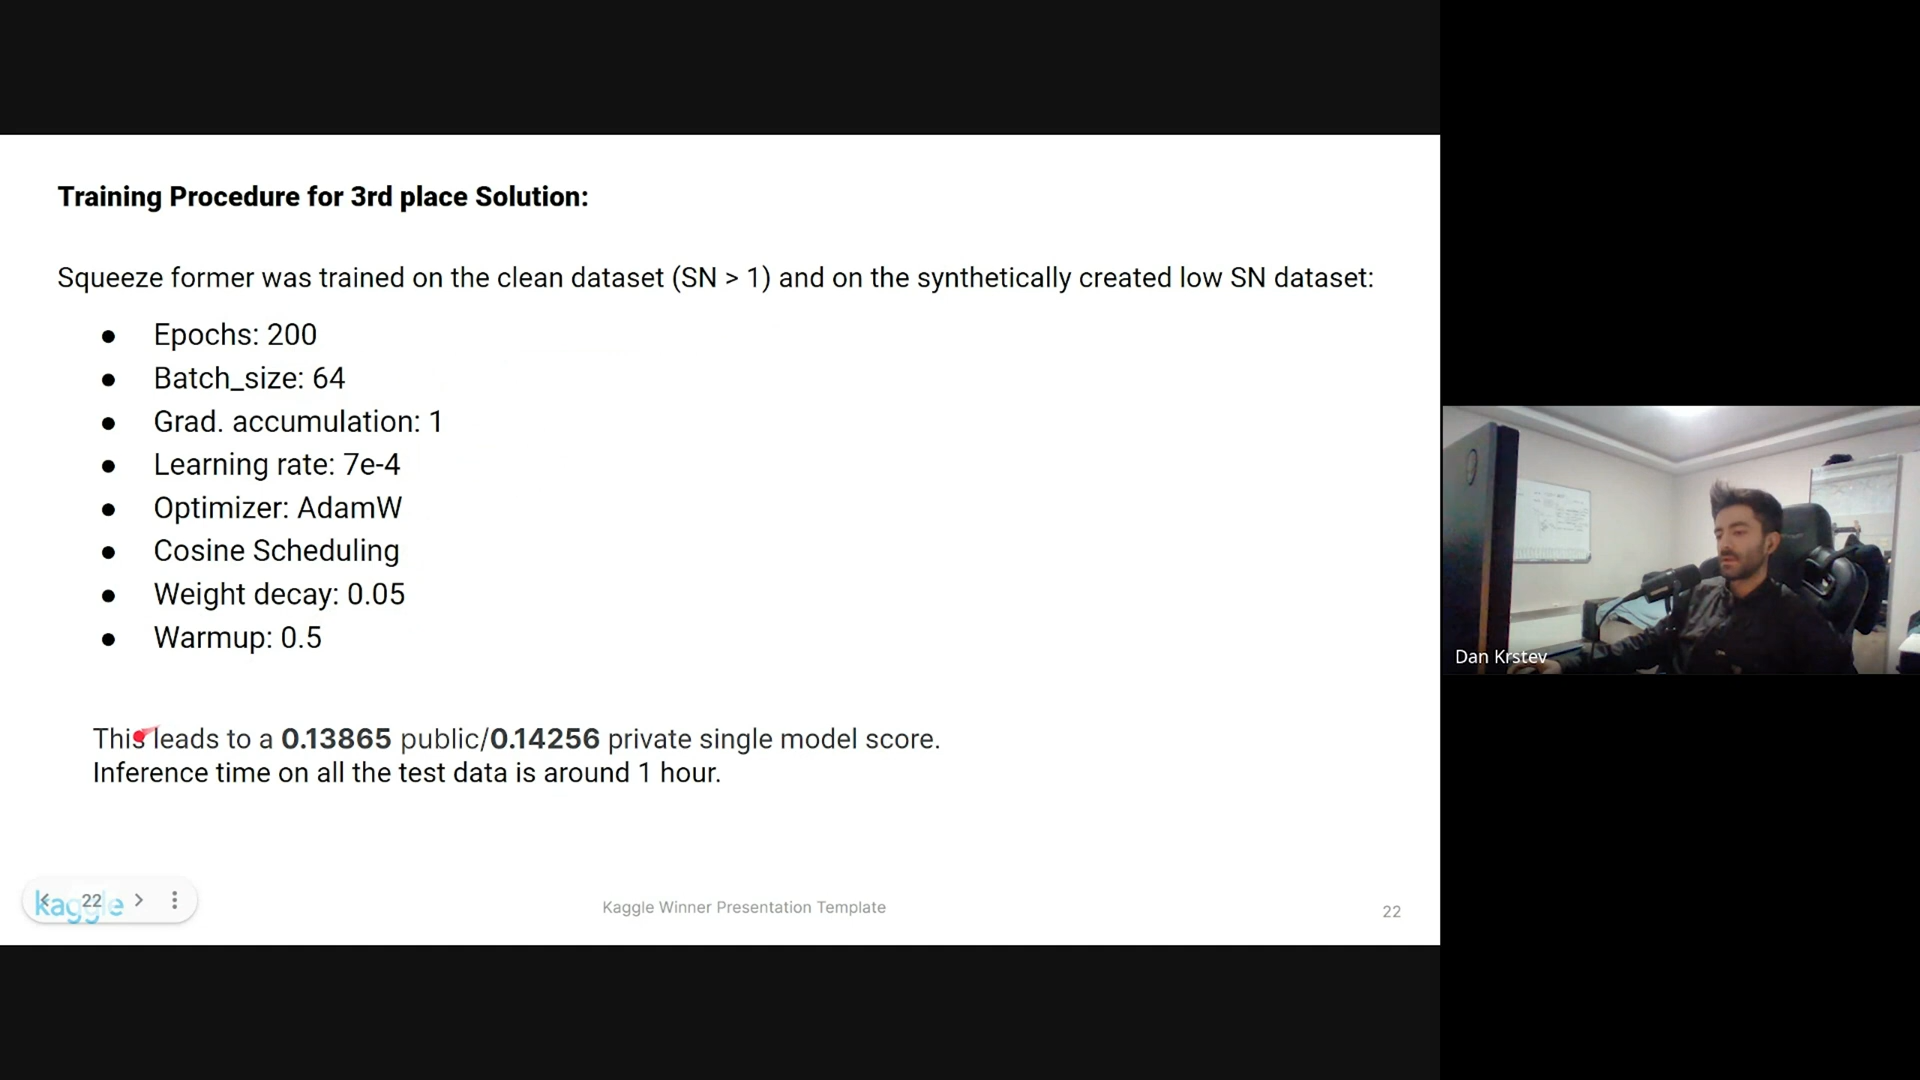 Training Procedure for 3rd place Solution:
Squeeze former was trained on the clean dataset (SN > 1) and on the synthetically created low SN dataset:
● Epochs: 200
● Batch_size: 64
● Grad. accumulation: 1
● Learning rate: 7e-4
● Optimizer: AdamW
● Cosine Scheduling
● Weight decay: 0.05
● Warmup: 0.5
This leads to a 0.13865 public/0.14256 private single model score.
Inference time on all the test data is around 1 hour.
kaggle
22
Kaggle Winner Presentation Template
22
Dan Krstev